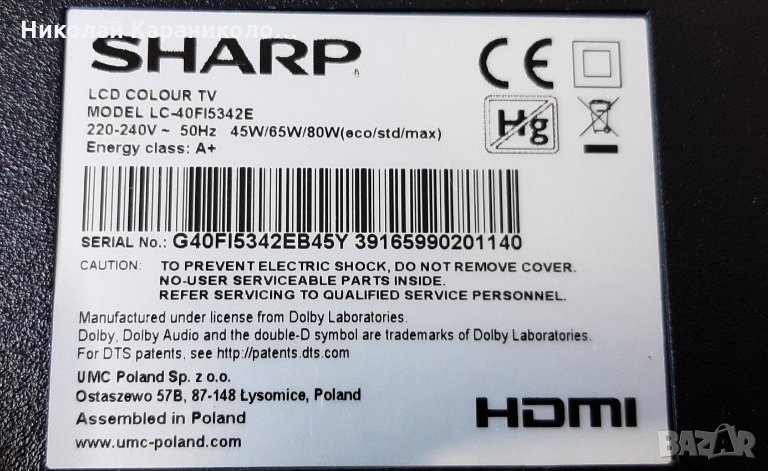 Николай Караниколо...
SHARP®
LCD COLOUR TV
MODEL LC-40FI5342E
220-240V ~ 50Hz 45W/65W/80W(eco/std/max)
Energy class: A+
CE
Hg
SERIAL No.: G40FI5342EB45Y 39165990201140
CAUTION: TO PREVENT ELECTRIC SHOCK, DO NOT REMOVE COVER.
NO-USER SERVICEABLE PARTS INSIDE.
REFER SERVICING TO QUALIFIED SERVICE PERSONNEL.
Manufactured under license from Dolby Laboratories.
Dolby, Dolby Audio and the double-D symbol are trademarks of Dolby Laboratories.
For DTS patents, see http://patents.dts.com
UMC Poland Sp. z o.o.
Ostaszewo 57B, 87-148 Łysomice, Poland
Assembled in Poland
www.umc-poland.com
HDMI
BAZAR